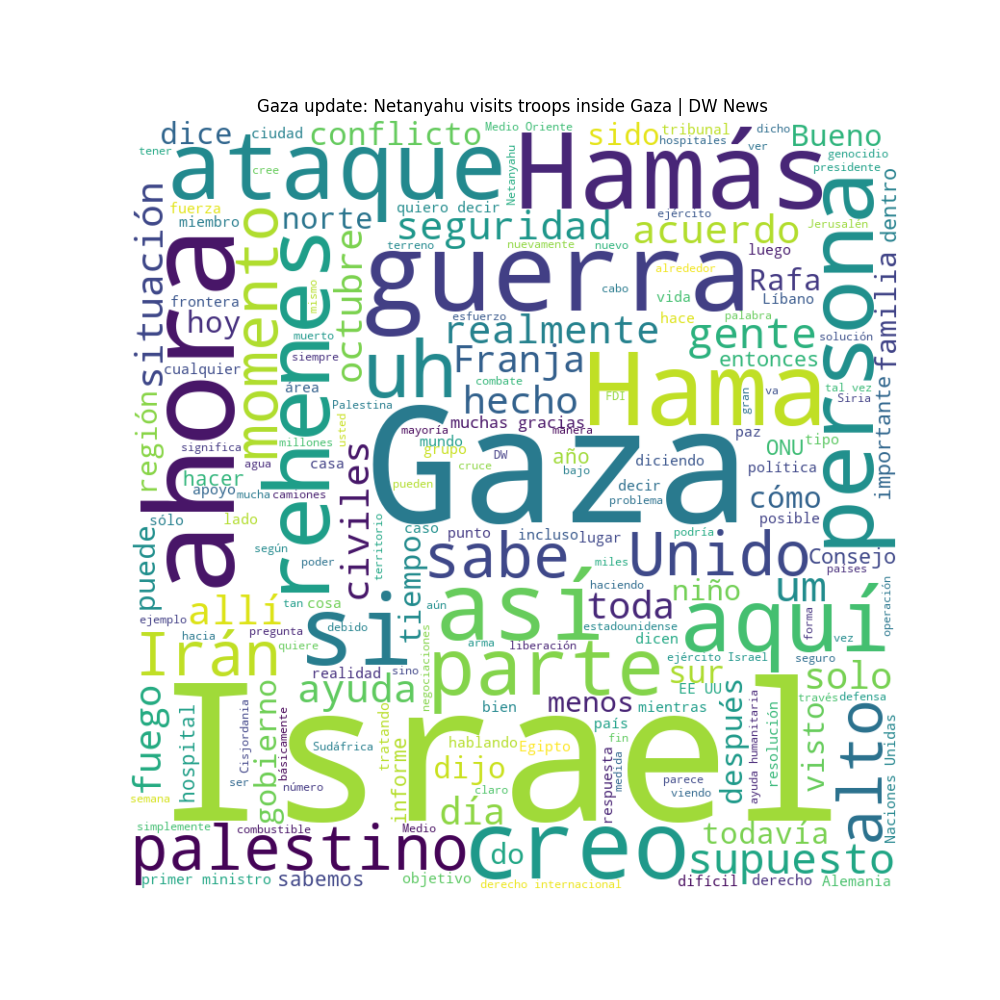 Gaza update: Netanyahu visits troops inside Gaza | DW News
dice
ciudad
conflicto
Medio Oriente
sido
tribunal
hospitales
dicho
ver
Bueno
tener
cree
ataque
Netanyahu
Hamás
genocidio
presidente
fuerza
miembro
norte
quiero decir
seguridad
ejército
acuerdo
Jerusalén
persona
dentro
situación
ahora
momento
rehenes
octubre
terreno
nuevamente
nuevo
luego
guerra
alrededor
Rafa
Líbano
familia
frontera
hoy
mismo
cabo
vida
muerto
esfuerzo
realmente
hace
palabra
gente
solución
cualquier
siempre
uh
Franja
entonces
área
combate
Hama
FDI
tal vez
Siria
gran
va
región
Palestina
hecho
importante
significa
millones
usted
mayoría
muchas gracias
manera
paz
ONU
tipo
mundo
grupo
DW
año
agua
casa
civiles
Gaza
cruce
bajo
diciendo
política
hacer
apoyo
mucha
camiones
pueden
decir
problema
cómo
sólo
lado
territorio
caso
punto
incluso
lugar
podría
posible
puede
según
poder
tiempo
sabe
Unido
Consejo
países
miles
ejemplo
allí
tan
cosa
aún
así
haciendo
toda
niño
um
operación
hacia
pregunta
debido
si
estadounidense
aquí
forma
vez
Irán
quiere
arma
liberación
dicen
realidad
sino
negociaciones
parte
ejército Israel
seguro
sur
solo
fuego
ayuda
menos
EE UU
través
defensa
hospital
Cisjordania
gobierno
básicamente
tratando
bien
mientras
después
ayuda humanitaria
resolución
visto
alto
Israel
país
Sudáfrica
informe
hablando
Egipto
fin
Naciones Unidas
dijo
respuesta
medida
parece
ser
número
claro
viendo
semana
día
simplemente
combustible
Medio
todavía
palestino
creo
do
supuesto
primer ministro
sabemos
objetivo
derecho internacional
difícil
derecho
Alemania